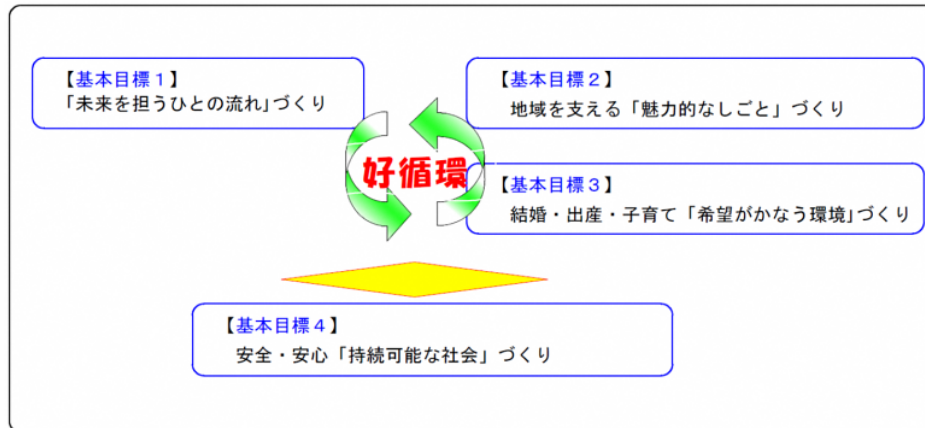 【基本目標１】
「未来を担うひとの流れ」づくり
【基本目標２】
地域を支える「魅力的なしごと」づくり
好循環
【基本目標３】
結婚・出産・子育て「希望がかなう環境」づくり
【基本目標４】
安全・安心「持続可能な社会」づくり